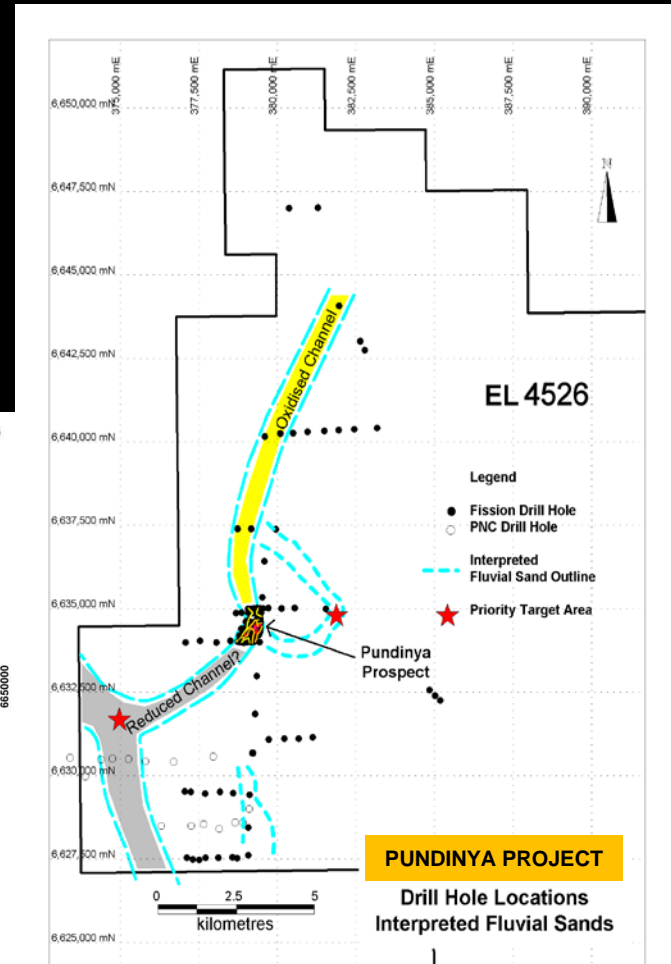 375,000 mE
377,500 mE
380,000 mE
382,500 mE
385,000 mE
387,500 mE
390,000 mE
6,650,000 mN
N
6,647,500 mN
6,645,000 mN
Oxidised Channel
6,642,500 mN
EL 4526
6,640,000 mN
Legend
Fission Drill Hole
PNC Drill Hole
6,637,500 mN
Interpreted
Fluvial Sand Outline
6,635,000 mN
Priority Target Area
Pundinya
Prospect
6,632,500 mN
Reduced Channel?
6650000
6,630,000 mN
6,627,500 mN
PUNDINYA PROJECT
0 2.5 5
kilometres
Drill Hole Locations
Interpreted Fluvial Sands
6,625,000 mN